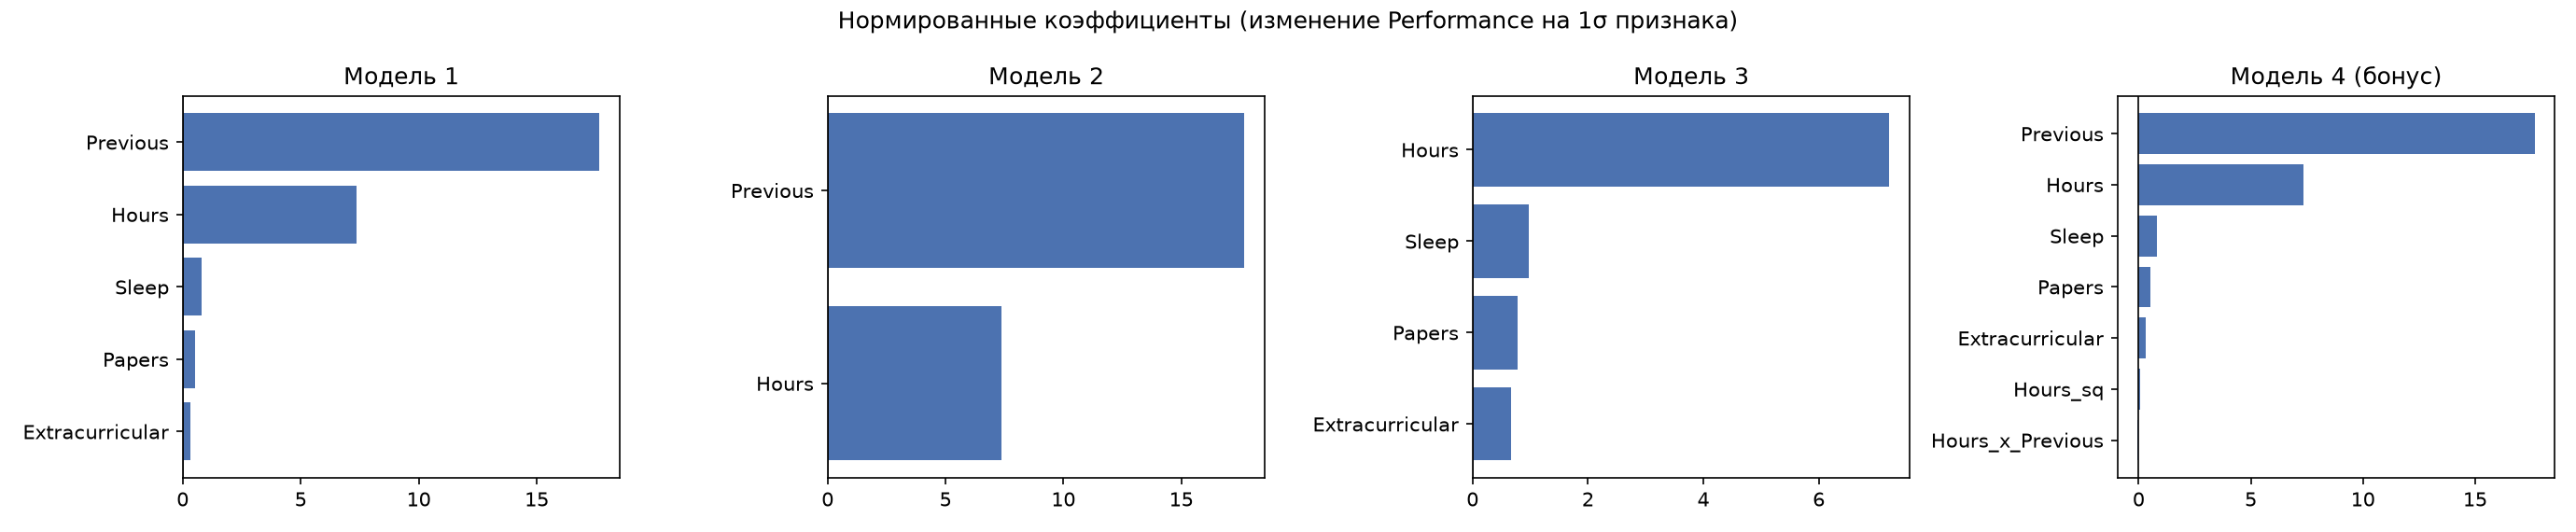 Нормированные коэффициенты (изменение Performance на 1σ признака)
Модель 1
Previous
Hours
Sleep
Papers
Extracurricular
0 5 10 15
Модель 2
Previous
Hours
0 5 10 15
Модель 3
Hours
Sleep
Papers
Extracurricular
0 2 4 6
Модель 4 (бонус)
Previous
Hours
Sleep
Papers
Extracurricular
Hours_sq
Hours_x_Previous
0 5 10 15